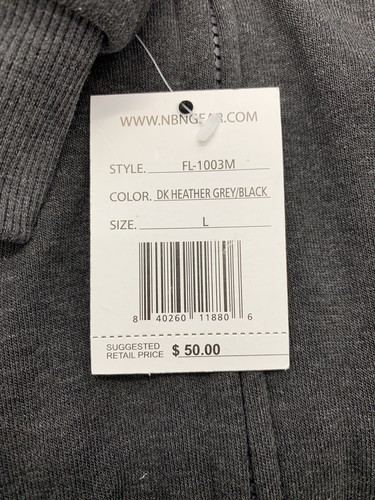 WWW.NBNGEAR.COM
STYLE. FL-1003M
COLOR. DK HEATHER GREY/BLACK
SIZE. L
8 40260 11880 6
SUGGESTED
RETAIL PRICE $ 50.00